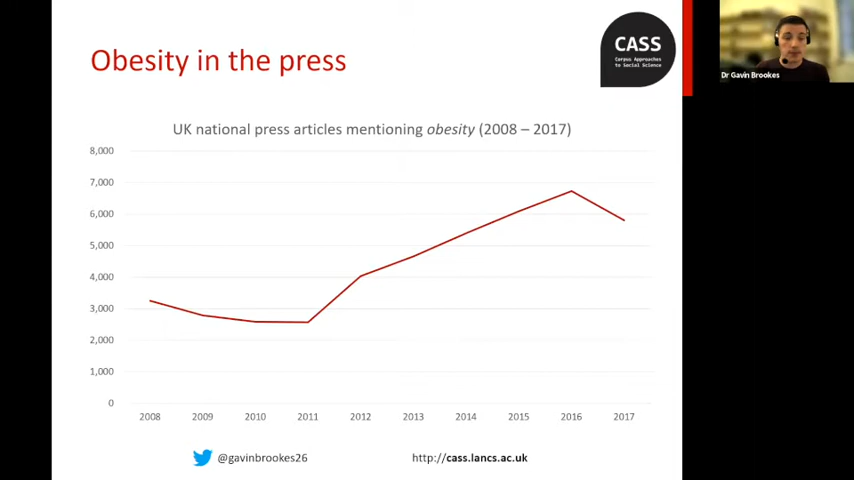 Obesity in the press
CASS
Corpus Approaches
to Social Science
Dr Gavin Brookes
UK national press articles mentioning obesity (2008 – 2017)
8,000
7,000
6,000
5,000
4,000
3,000
2,000
1,000
0
2008 2009 2010 2011 2012 2013 2014 2015 2016 2017
@gavinbrookes26 http://cass.lancs.ac.uk